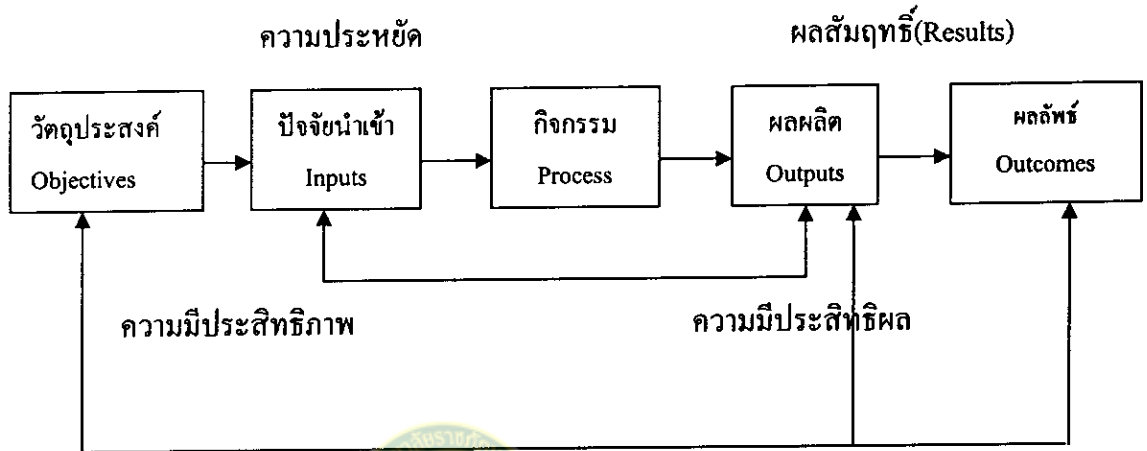 ความประหยัด
ผลสัมฤทธิ์(Results)
วัตถุประสงค์
Objectives
ปัจจัยนำเข้า
Inputs
กิจกรรม
Process
ผลผลิต
Outputs
ผลลัพธ์
Outcomes
ความมีประสิทธิภาพ
ความมีประสิทธิผล